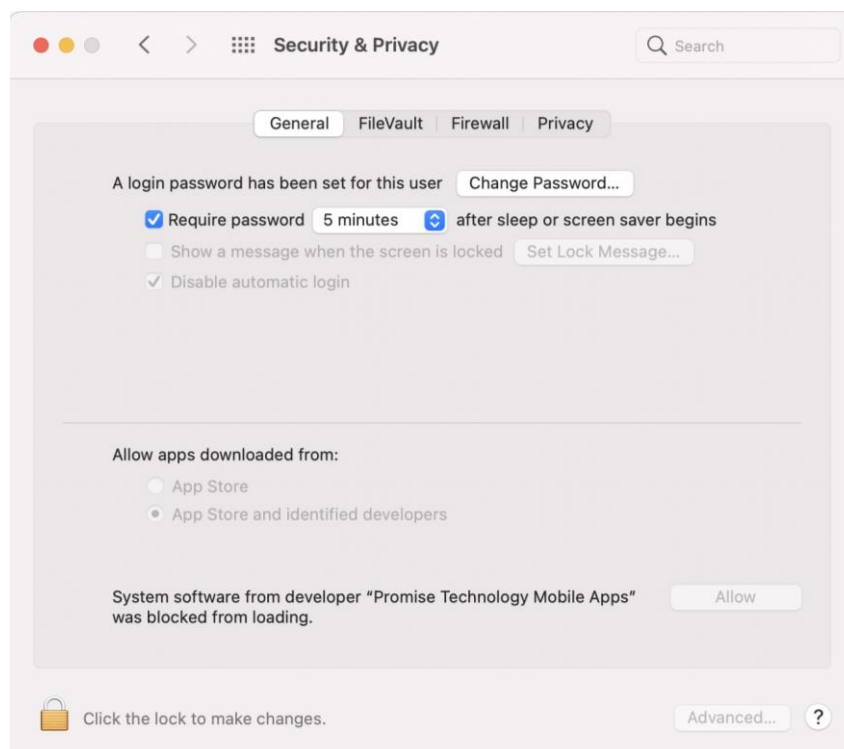 Security & Privacy
Search
General FileVault Firewall Privacy
A login password has been set for this user Change Password...
Require password 5 minutes after sleep or screen saver begins
Show a message when the screen is locked Set Lock Message...
Disable automatic login
Allow apps downloaded from:
App Store
App Store and identified developers
System software from developer “Promise Technology Mobile Apps” Allow
was blocked from loading.
Click the lock to make changes. Advanced... ?